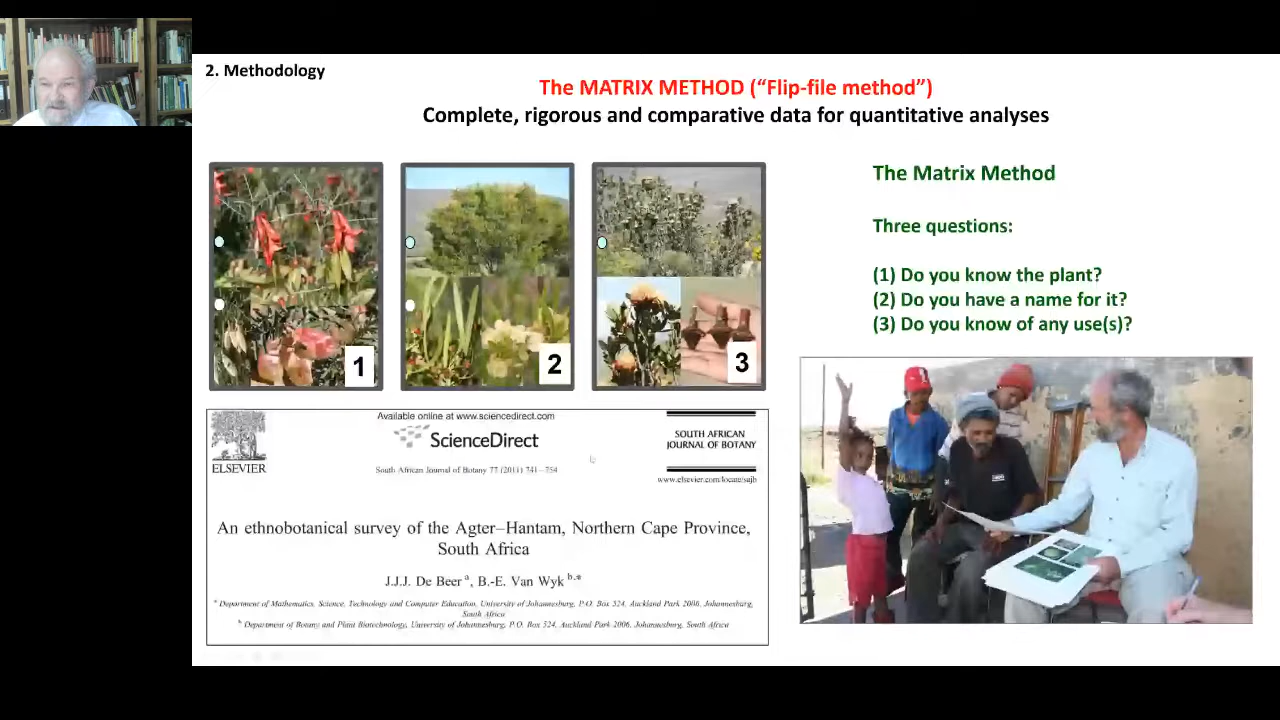 2. Methodology
The MATRIX METHOD (“Flip-file method”)
Complete, rigorous and comparative data for quantitative analyses
1
2
3
The Matrix Method
Three questions:
(1) Do you know the plant?
(2) Do you have a name for it?
(3) Do you know of any use(s)?
ELSEVIER
Available online at www.sciencedirect.com
ScienceDirect
South African Journal of Botany 77 (2011) 741–754
SOUTH AFRICAN
JOURNAL OF BOTANY
www.elsevier.com/locate/sajb
An ethnobotanical survey of the Agter–Hantam, Northern Cape Province,
South Africa
J.J.J. De Beer a, B.-E. Van Wyk b,*
a Department of Mathematics, Science, Technology and Computer Education, University of Johannesburg, P.O. Box 524, Auckland Park 2006, Johannesburg,
South Africa
b Department of Botany and Plant Biotechnology, University of Johannesburg, P.O. Box 524, Auckland Park 2006, Johannesburg, South Africa